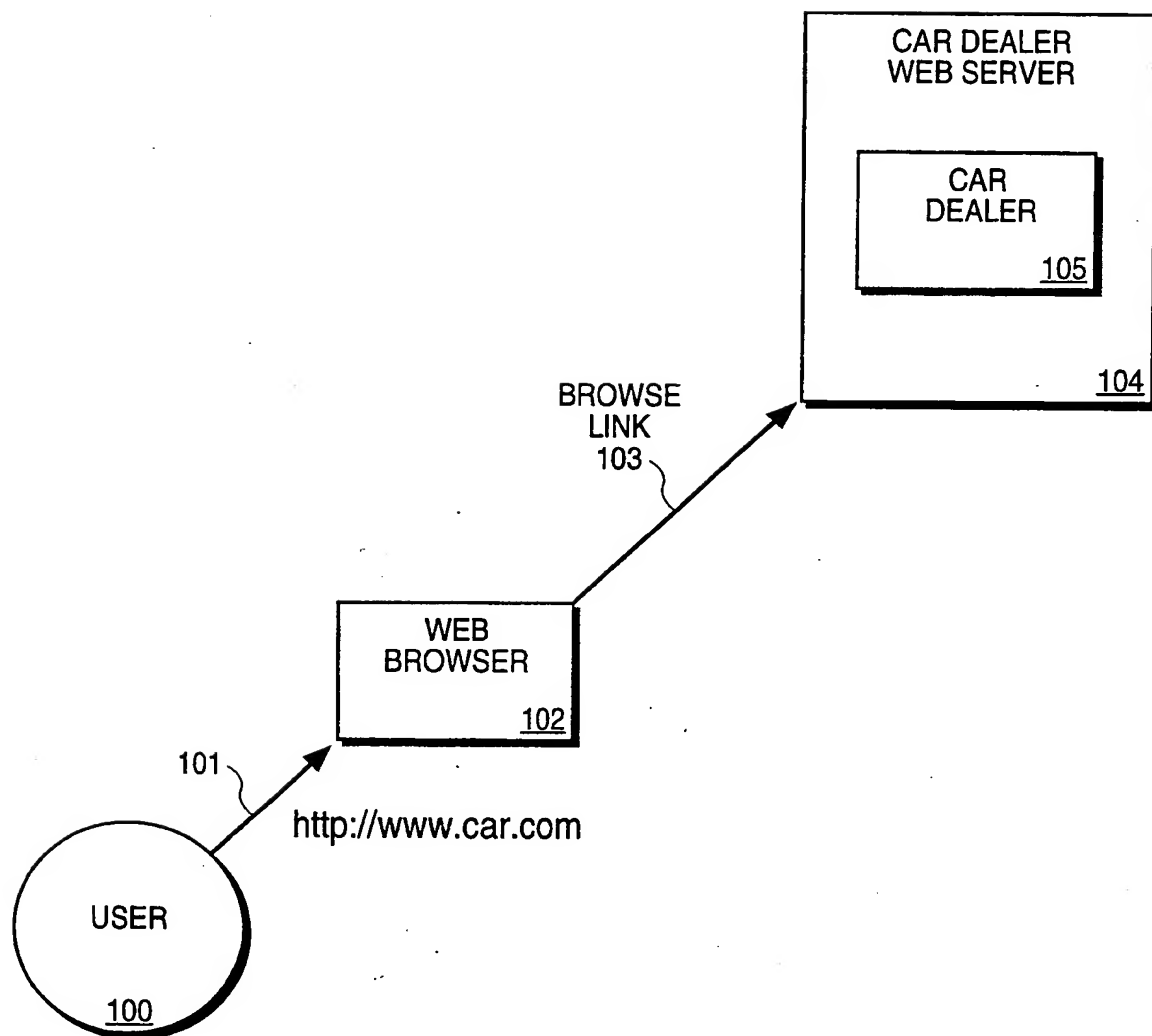 CAR DEALER
WEB SERVER
CAR
DEALER
105
104
BROWSE
LINK
103
WEB
BROWSER
102
101
http://www.car.com
USER
100